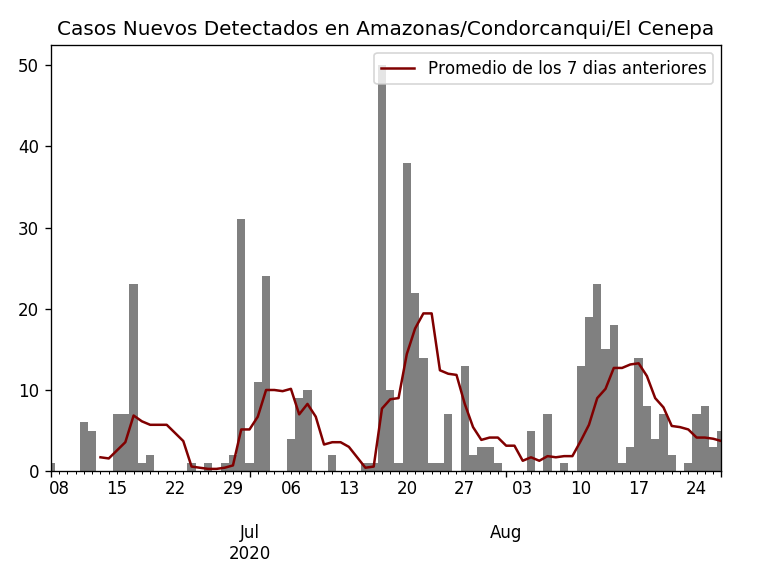 Casos Nuevos Detectados en Amazonas/Condorcanqui/El Cenepa
Promedio de los 7 dias anteriores
50
40
30
20
10
0
08 15 22 29 06 13 20 27 03 10 17 24
Jul Aug
2020